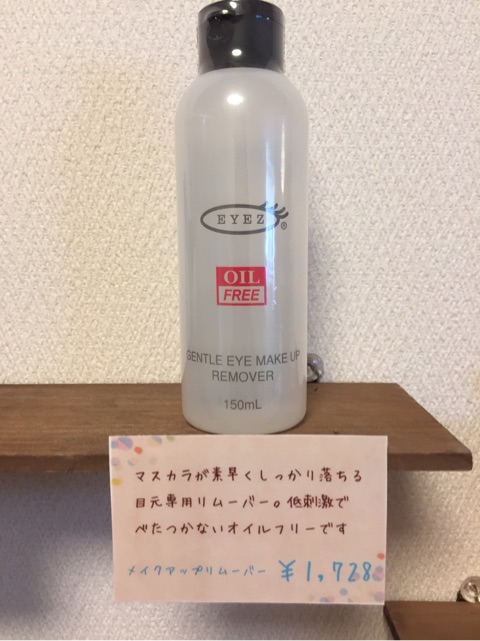 EYEZ®
OIL
FREE
GENTLE EYE MAKE UP
REMOVER
150mL
マスカラが素早くしっかり落ちる
目元専用リムーバー。低刺激で
べたつかないオイルフリーです
メイクアップリムーバー ¥1,728